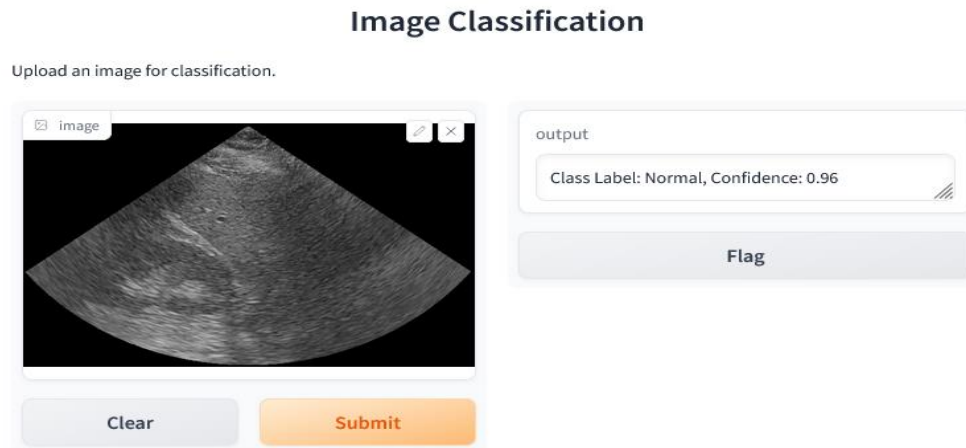 Image Classification
Upload an image for classification.
image
output
Class Label: Normal, Confidence: 0.96
Flag
Clear
Submit